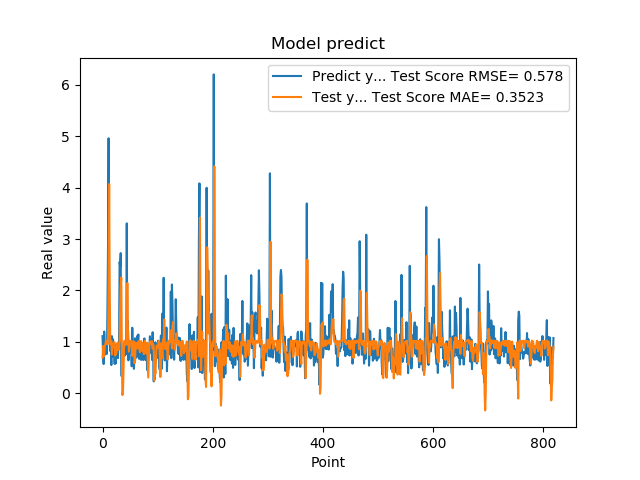 Model predict
Predict y... Test Score RMSE= 0.578
Test y... Test Score MAE= 0.3523
Real value
6
5
4
3
2
1
0
0 200 400 600 800
Point